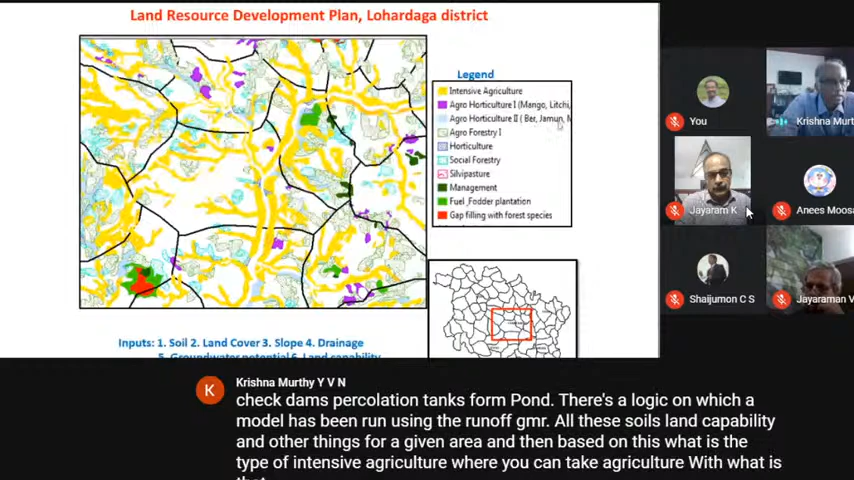 Land Resource Development Plan, Lohardaga district
Legend
Intensive Agriculture
Agro Horticulture I (Mango, Litchi,
Agro Horticulture II ( Ber, Jamun, M
Agro Forestry I
Horticulture
Social Forestry
Silvipasture
Management
Fuel_Fodder plantation
Gap filling with forest species
Inputs: 1. Soil 2. Land Cover 3. Slope 4. Drainage
5. Groundwater potential 6. Land capability
You
Krishna Murt
Jayaram K
Anees Moosa
Shaijumon C S
Jayaraman V
K
Krishna Murthy Y V N
check dams percolation tanks form Pond. There's a logic on which a
model has been run using the runoff gmr. All these soils land capability
and other things for a given area and then based on this what is the
type of intensive agriculture where you can take agriculture With what is
that